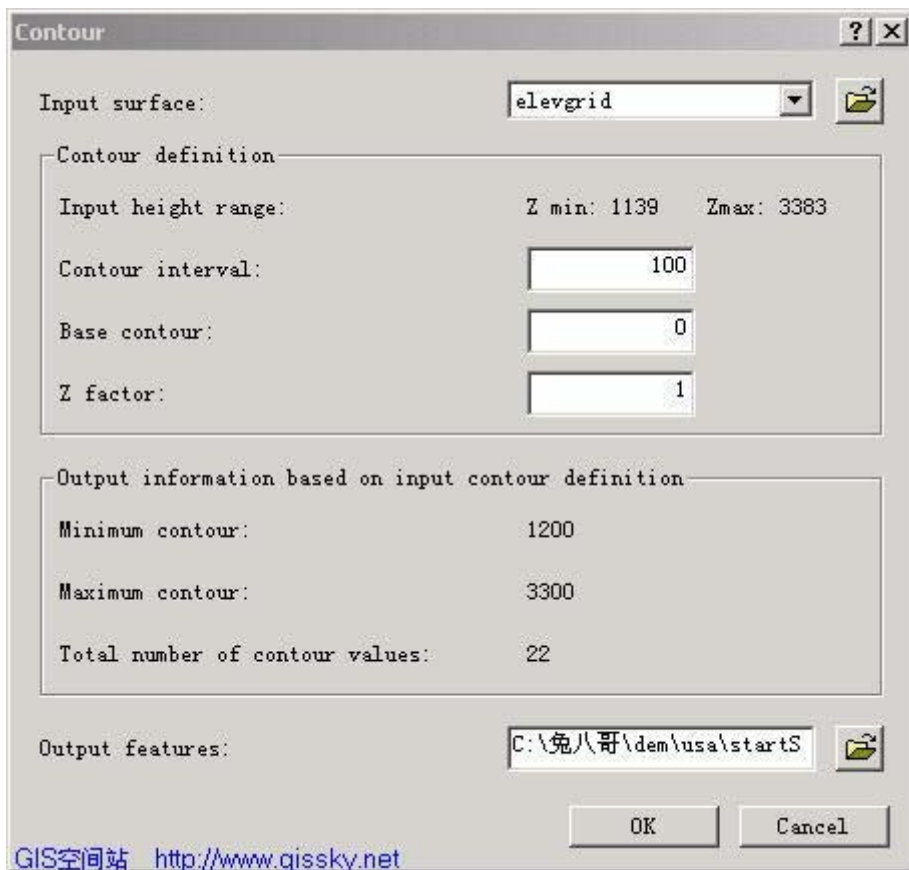 Contour
Input surface: elevgrid
Contour definition
Input height range: Z min: 1139 Zmax: 3383
Contour interval: 100
Base contour: 0
Z factor: 1
Output information based on input contour definition
Minimum contour: 1200
Maximum contour: 3300
Total number of contour values: 22
Output features: C:\兔八哥\dem\usa\startS
OK Cancel
GIS空间站 http://www.gissky.net